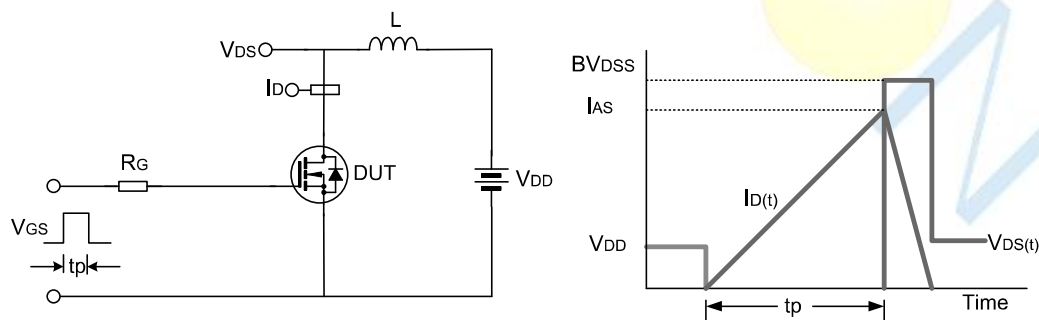 L
VDS
ID
RG
DUT
VDD
VGS
tp
BVDSS
IAS
ID(t)
VDD
VDS(t)
tp
Time